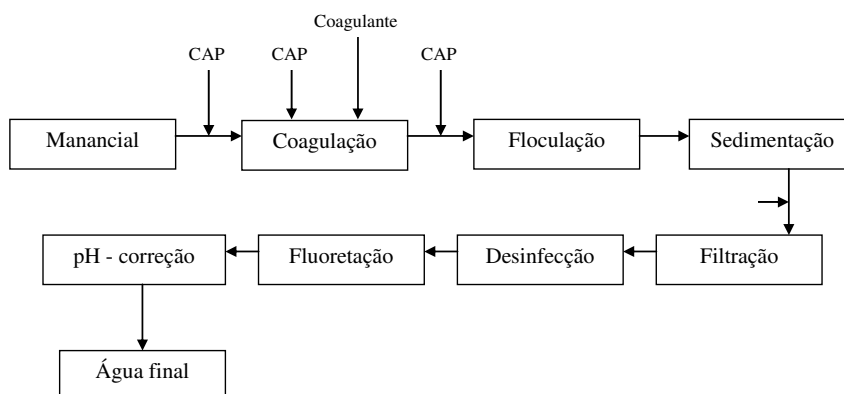 Coagulante
CAP
CAP
CAP
Manancial
Coagulação
Floculação
Sedimentação
pH - correção
Fluoretação
Desinfecção
Filtração
Água final